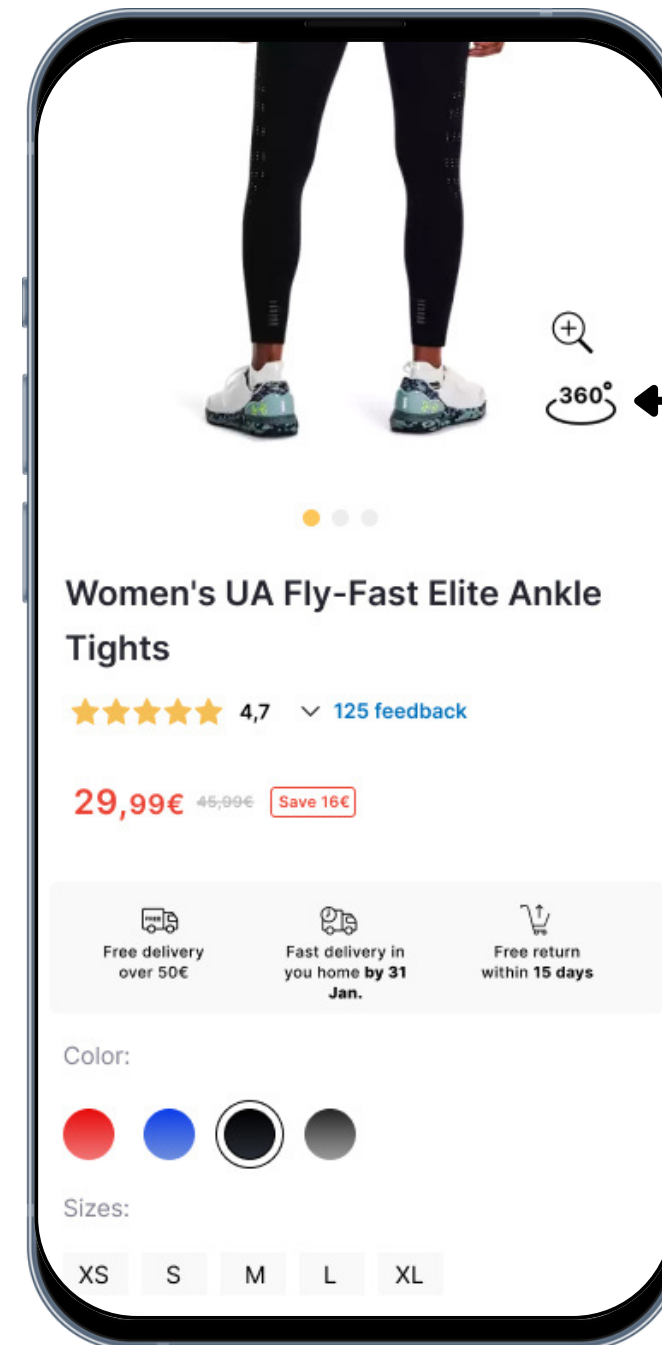 360°
Women's UA Fly-Fast Elite Ankle
Tights
4,7 125 feedback
29,99€ 45,99€ Save 16€
FREE
Free delivery
over 50€
Fast delivery in
you home by 31
Jan.
Free return
within 15 days
Color:
Sizes:
XS S M L XL